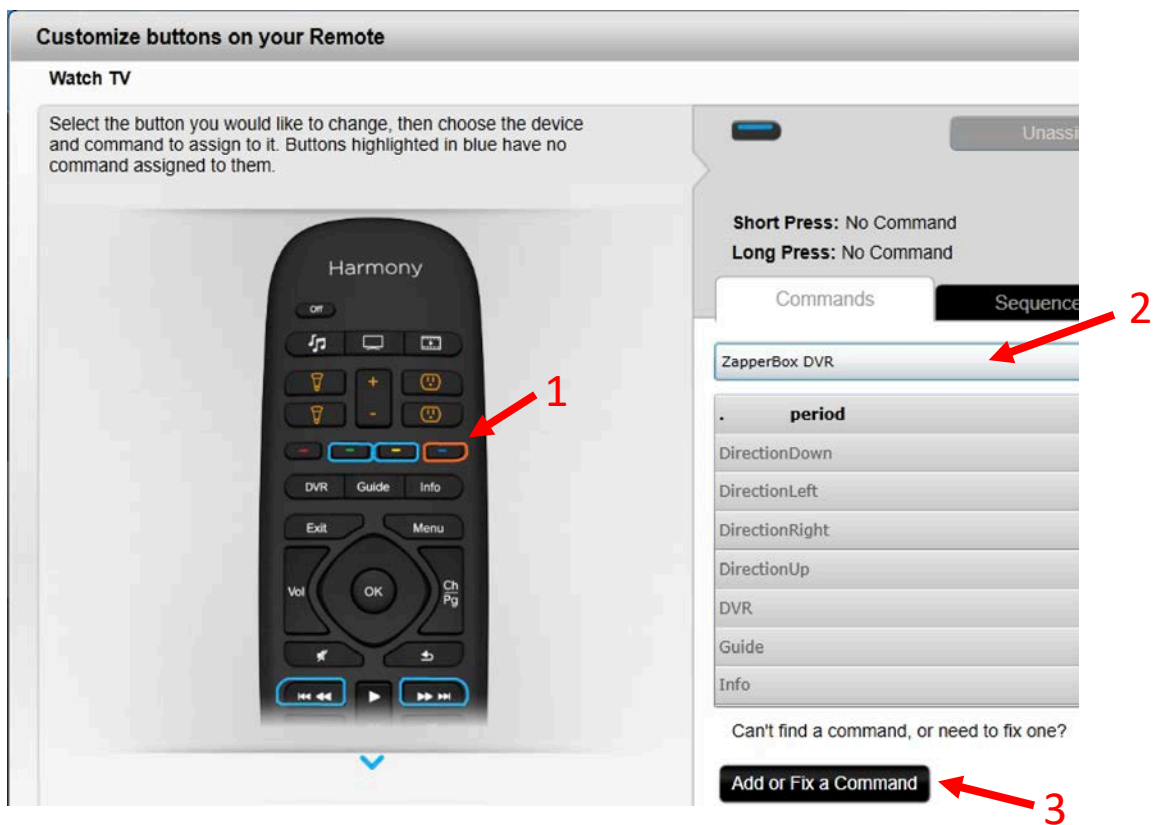 Customize buttons on your Remote
Watch TV
Select the button you would like to change, then choose the device
and command to assign to it. Buttons highlighted in blue have no
command assigned to them.
Harmony
Off
+
-
1
DVR Guide Info
Exit Menu
Vol OK Ch
Pg
Unassi
Short Press: No Command
Long Press: No Command
Commands Sequence
2
ZapperBox DVR
. period
DirectionDown
DirectionLeft
DirectionRight
DirectionUp
DVR
Guide
Info
Can't find a command, or need to fix one?
Add or Fix a Command
3